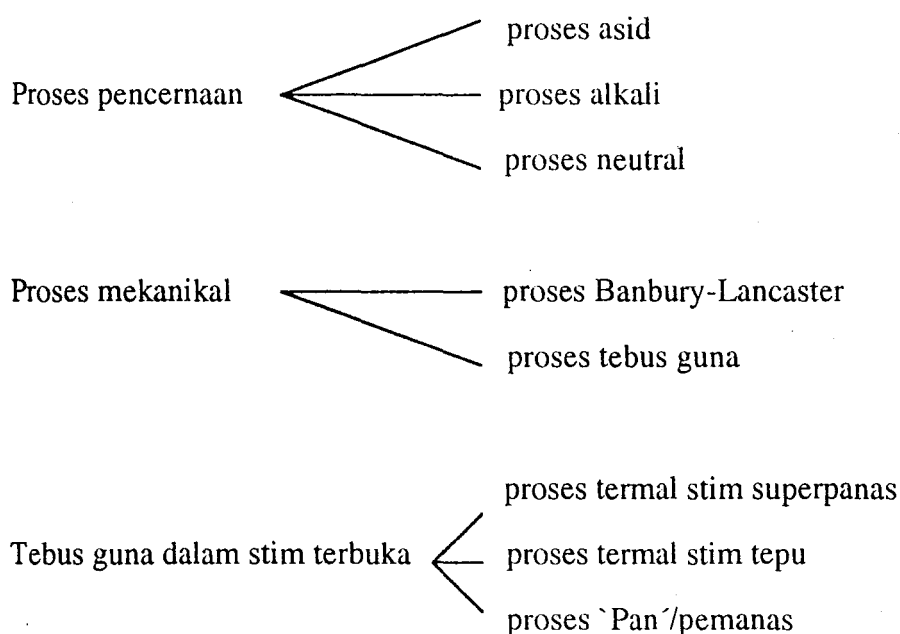 proses asid
Proses pencernaan
proses alkali
proses neutral
Proses mekanikal
proses Banbury-Lancaster
proses tebus guna
proses termal stim superpanas
Tebus guna dalam stim terbuka
proses termal stim tepu
proses `Pan´/pemanas